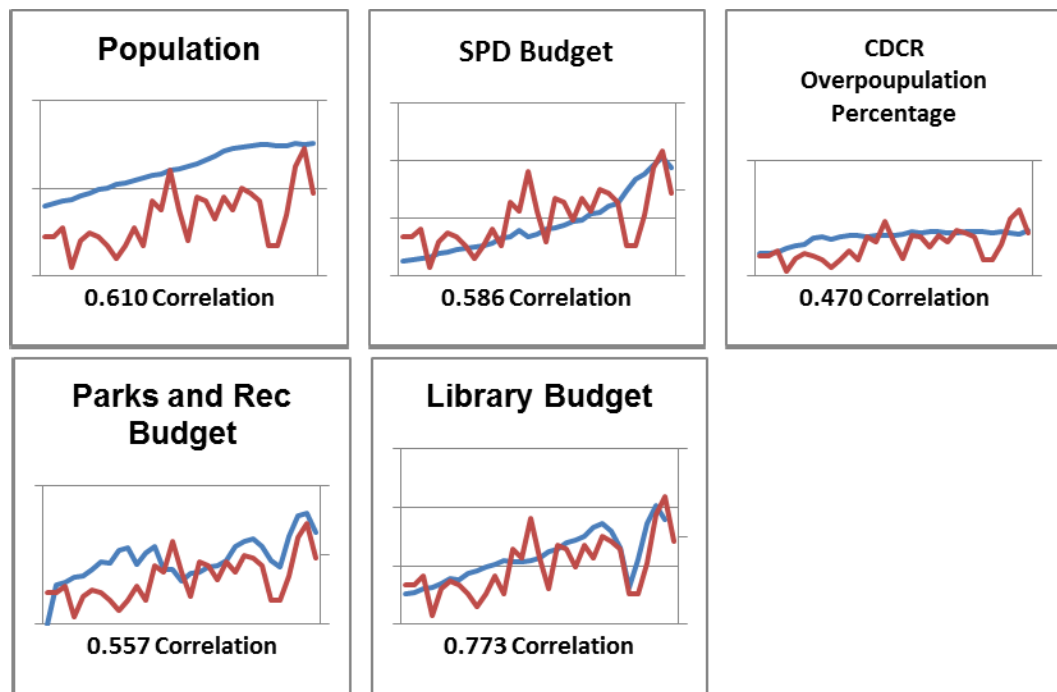 Population
0.610 Correlation
SPD Budget
0.586 Correlation
CDCR
Overpoupulation
Percentage
0.470 Correlation
Parks and Rec
Budget
0.557 Correlation
Library Budget
0.773 Correlation